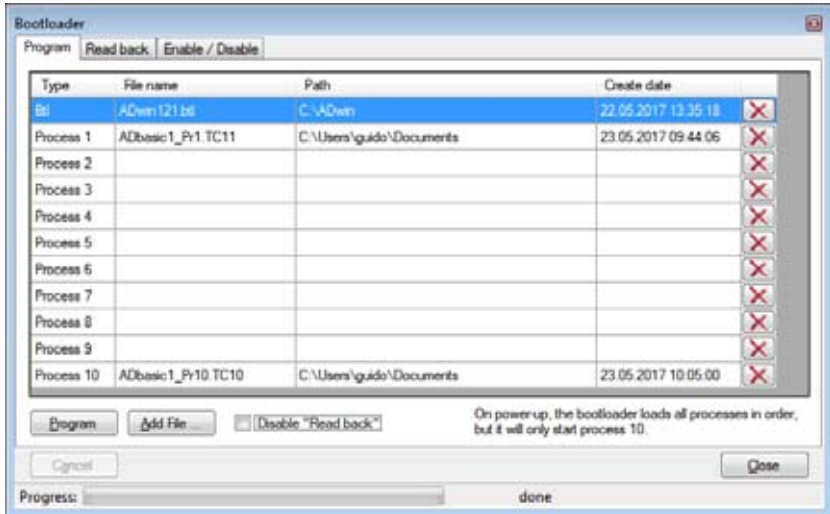 Bootloader
Program Read back Enable / Disable
Type File name Path Create date
Btl ADwin121.btl C:\ADwin 22.05.2017 13:35:18
Process 1 ADbasic1_Pr1.TC11 C:\Users\guido\Documents 23.05.2017 09:44:06
Process 2
Process 3
Process 4
Process 5
Process 6
Process 7
Process 8
Process 9
Process 10 ADbasic1_Pr10.TC10 C:\Users\guido\Documents 23.05.2017 10:05:00
Program Add File ... Disable "Read back" On power-up, the bootloader loads all processes in order,
but it will only start process 10.
Cancel Close
Progress: done